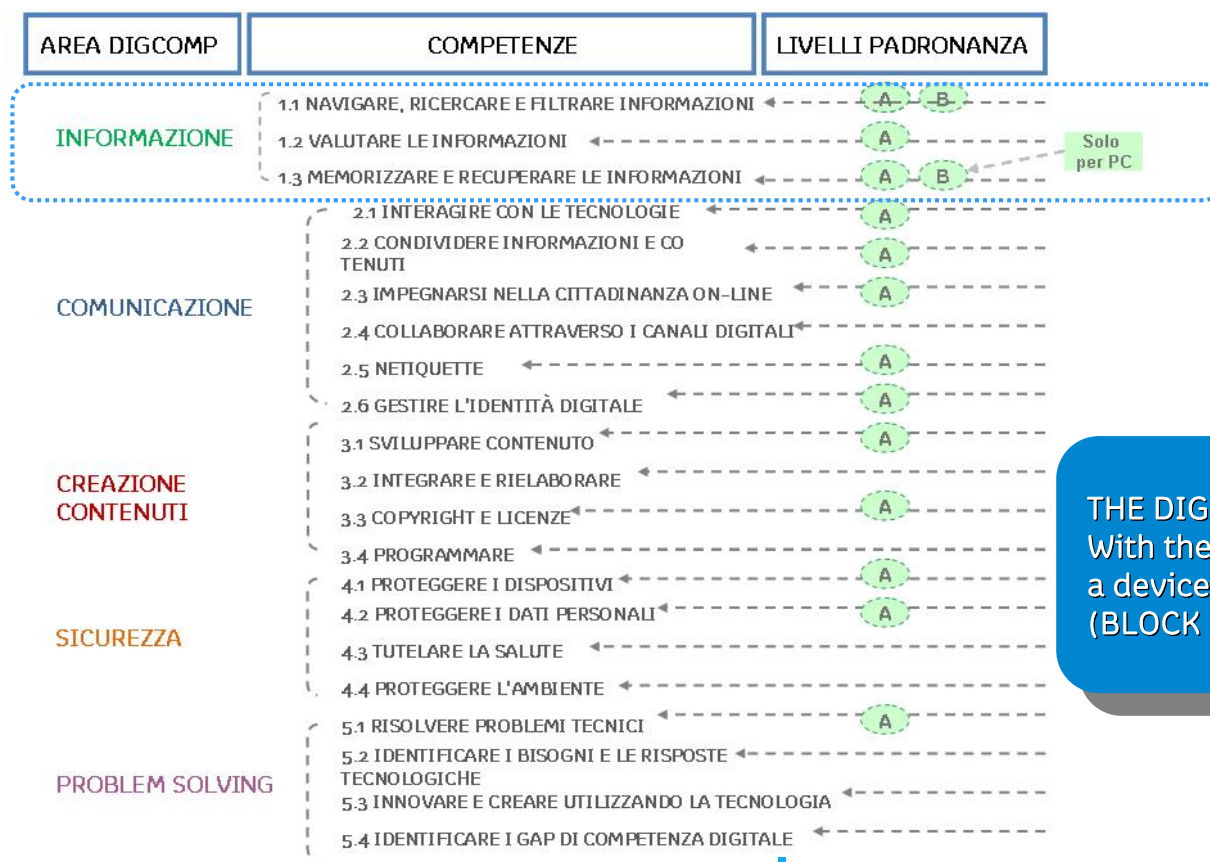 AREA DIGCOMP COMPETENZE LIVELLI PADRONANZA
INFORMAZIONE
1.1 NAVIGARE, RICERCARE E FILTRARE INFORMAZIONI A B
1.2 VALUTARE LE INFORMAZIONI A
1.3 MEMORIZZARE E RECUPERARE LE INFORMAZIONI A B
Solo
per PC
COMUNICAZIONE
2.1 INTERAGIRE CON LE TECNOLOGIE A
2.2 CONDIVIDERE INFORMAZIONI E CO
TENUTI A
2.3 IMPEGNARSI NELLA CITTADINANZA ON-LINE A
2.4 COLLABORARE ATTRAVERSO I CANALI DIGITALI
2.5 NETIQUETTE A
2.6 GESTIRE L'IDENTITÀ DIGITALE A
CREAZIONE
CONTENUTI
3.1 SVILUPPARE CONTENUTO A
3.2 INTEGRARE E RIELABORARE
3.3 COPYRIGHT E LICENZE A
3.4 PROGRAMMARE
SICUREZZA
4.1 PROTEGGERE I DISPOSITIVI A
4.2 PROTEGGERE I DATI PERSONALI A
4.3 TUTELARE LA SALUTE
4.4 PROTEGGERE L'AMBIENTE
PROBLEM SOLVING
5.1 RISOLVERE PROBLEMI TECNICI A
5.2 IDENTIFICARE I BISOGNI E LE RISPOSTE
TECNOLOGICHE
5.3 INNOVARE E CREARE UTILIZZANDO LA TECNOLOGIA
5.4 IDENTIFICARE I GAP DI COMPETENZA DIGITALE
THE DIG
With the
a device
(BLOCK